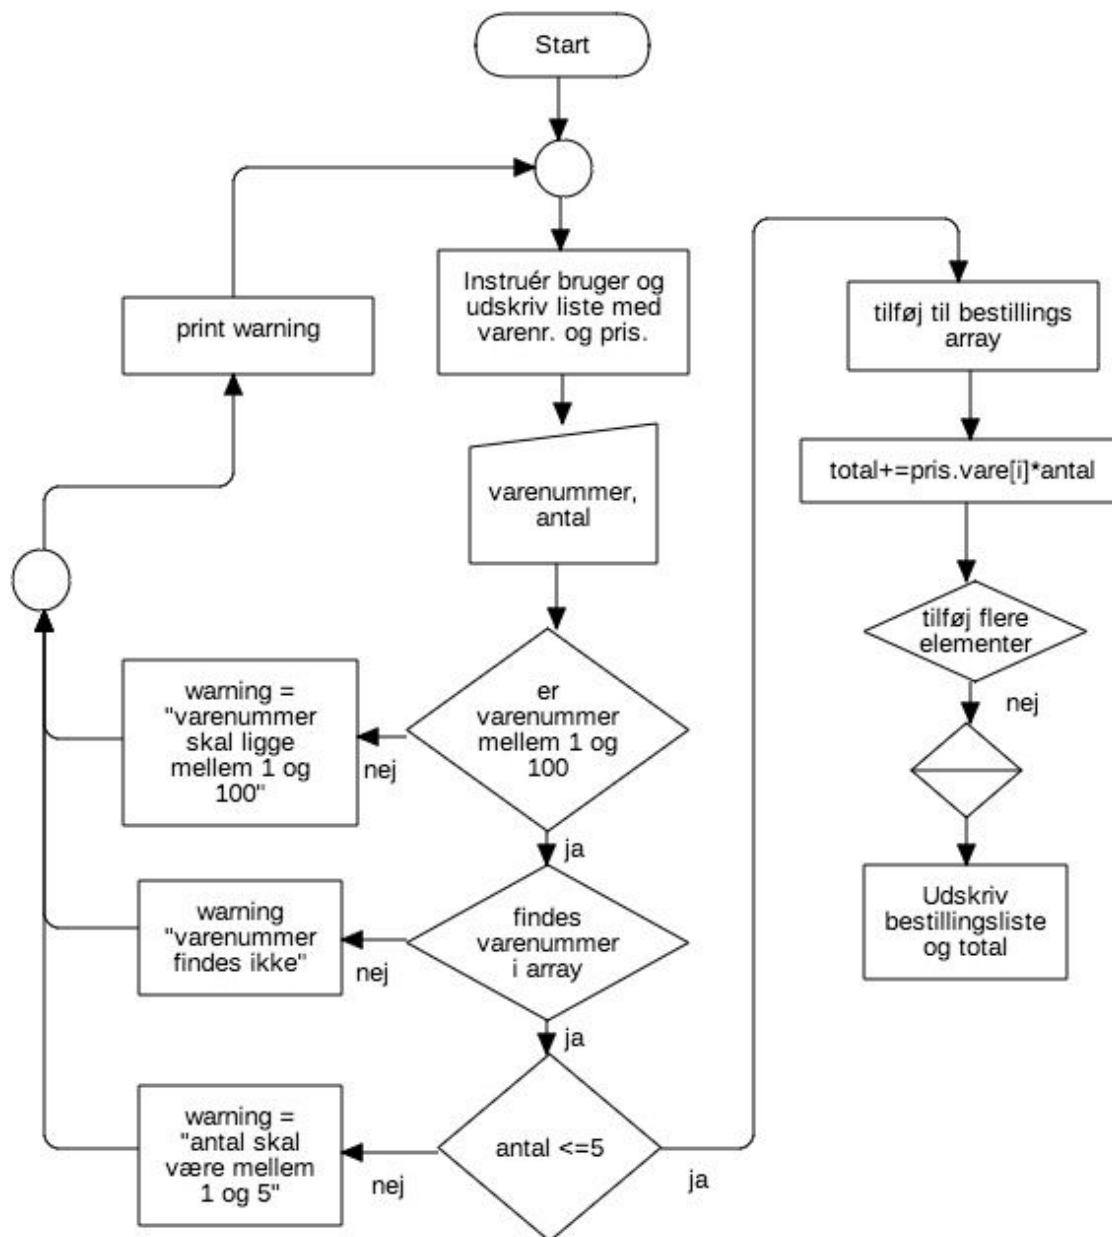 Start
Instruér bruger og
udskriv liste med
varenr. og pris.
print warning
varenummer,
antal
er
varenummer
mellem 1 og
100
nej
warning =
"varenummer
skal ligge
mellem 1 og
100"
ja
findes
varenummer
i array
nej
warning
"varenummer
findes ikke"
ja
antal <=5
nej
warning =
"antal skal
være mellem
1 og 5"
ja
tilføj til bestillings
array
total+=pris.vare[i]*antal
tilføj flere
elementer
nej
Udskriv
bestillingsliste
og total